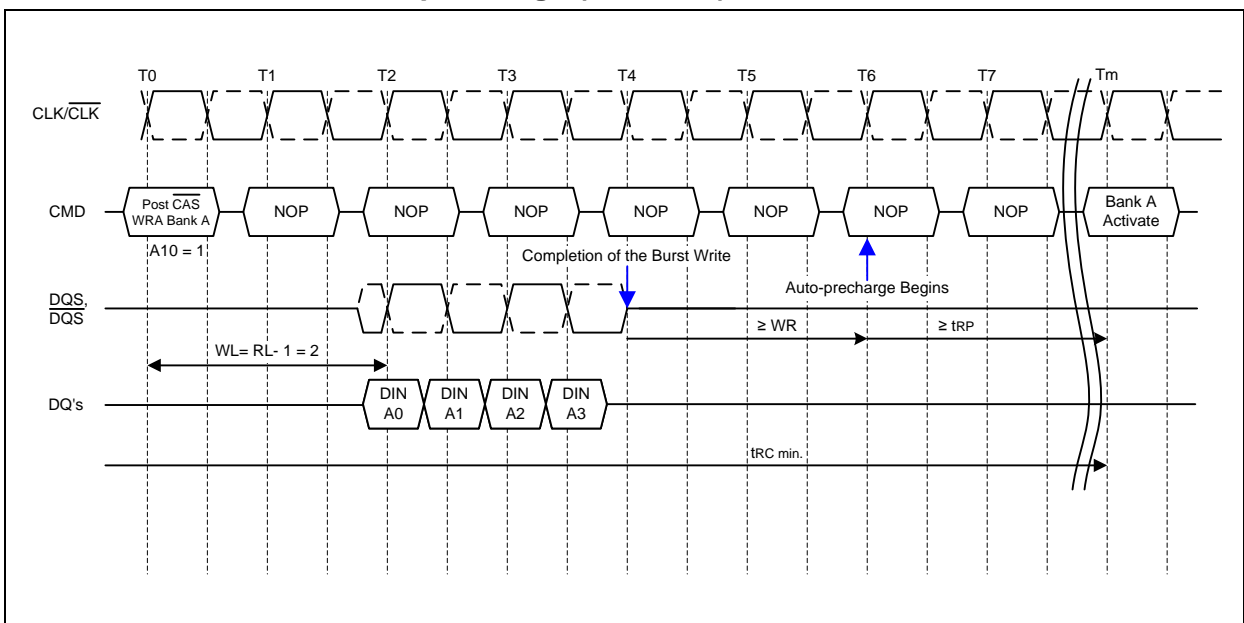 T0 T1 T2 T3 T4 T5 T6 T7 Tm
CLK/CLK
CMD
Post CAS
WRA Bank A
NOP NOP NOP NOP NOP NOP NOP
Bank A
Activate
A10 = 1
Completion of the Burst Write
Auto-precharge Begins
DQS,
DQS
≥ WR
≥ tRP
WL= RL- 1 = 2
DQ's
DIN
A0
DIN
A1
DIN
A2
DIN
A3
tRC min.